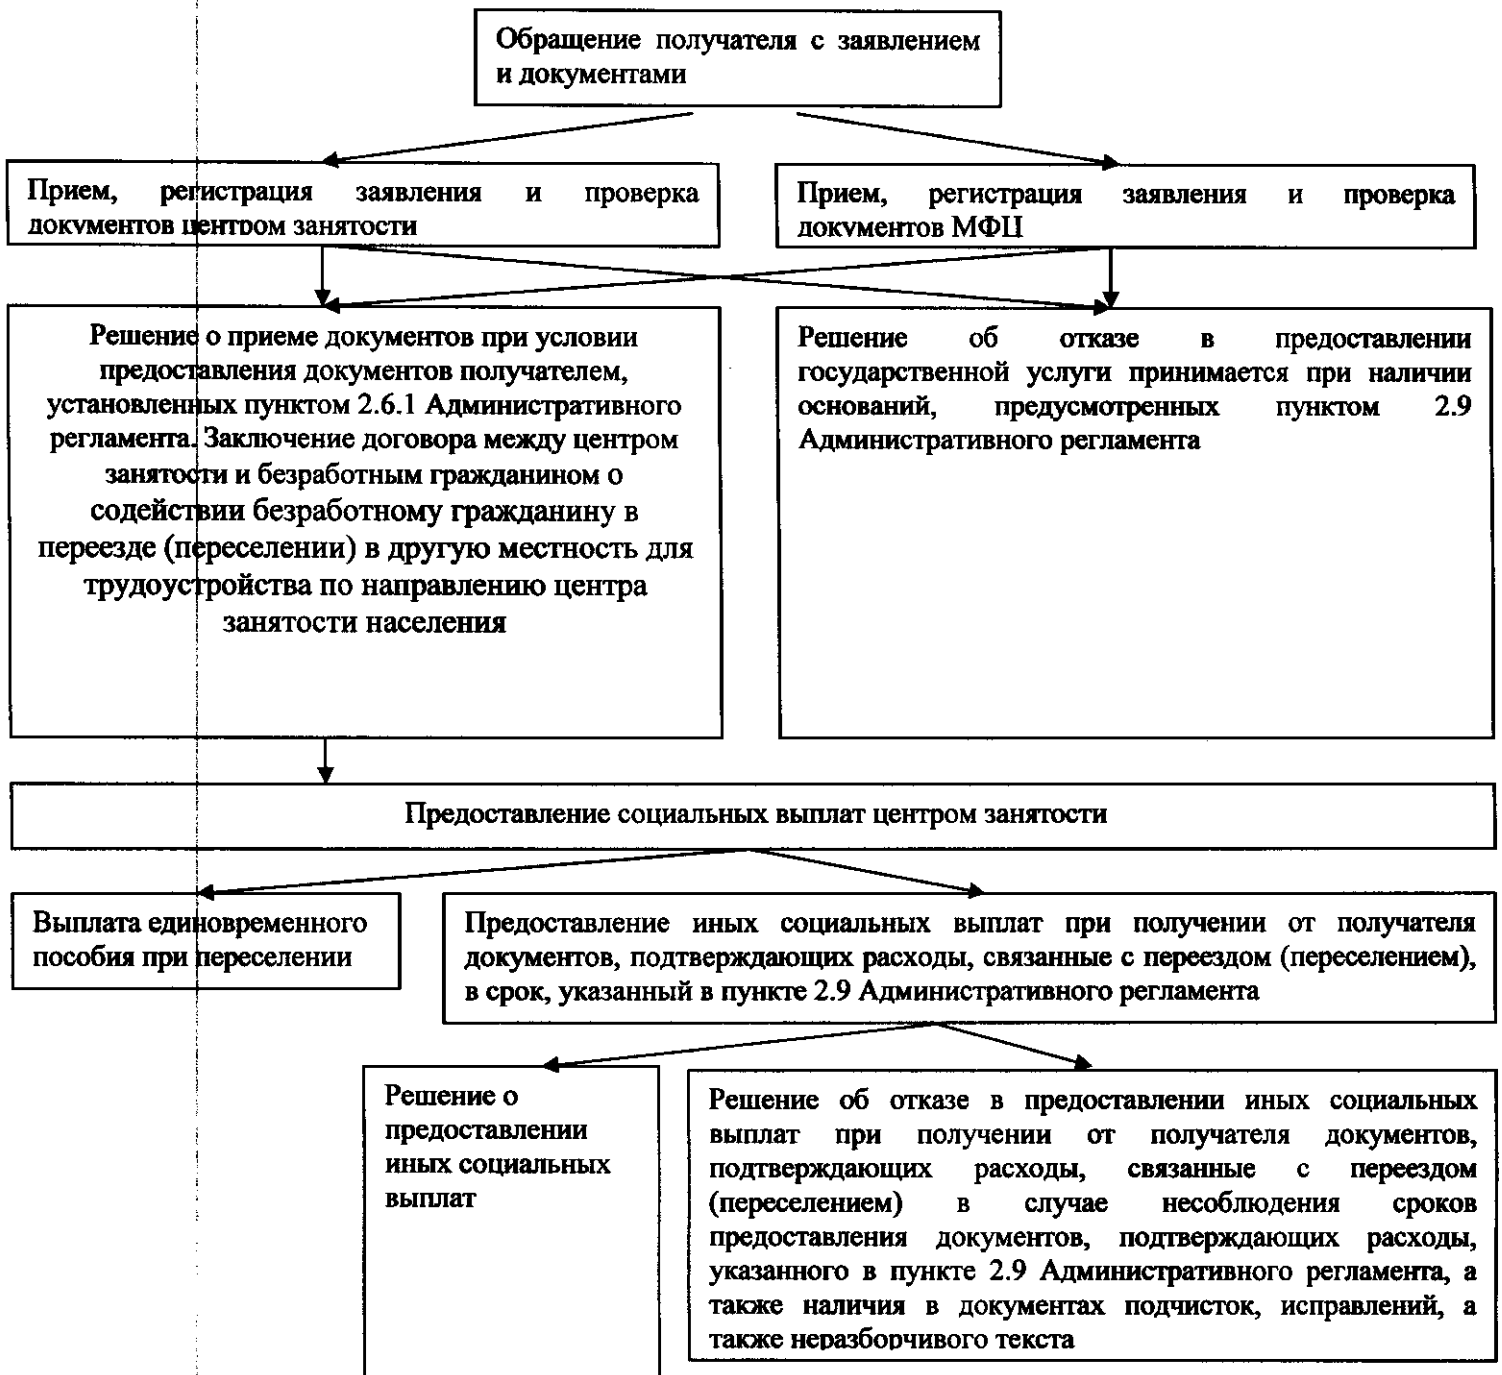 Обращение получателя с заявлением
и документами
Прием, регистрация заявления и проверка
документов центром занятости
Прием, регистрация заявления и проверка
документов МФЦ
Решение о приеме документов при условии
предоставления документов получателем,
установленных пунктом 2.6.1 Административного
регламента. Заключение договора между центром
занятости и безработным гражданином о
содействии безработному гражданину в
переезде (переселении) в другую местность для
трудоустройства по направлению центра
занятости населения
Решение об отказе в предоставлении
государственной услуги принимается при наличии
оснований, предусмотренных пунктом 2.9
Административного регламента
Предоставление социальных выплат центром занятости
Выплата единовременного
пособия при переселении
Предоставление иных социальных выплат при получении от получателя
документов, подтверждающих расходы, связанные с переездом (переселением),
в срок, указанный в пункте 2.9 Административного регламента
Решение о
предоставлении
иных социальных
выплат
Решение об отказе в предоставлении иных социальных
выплат при получении от получателя документов,
подтверждающих расходы, связанные с переездом
(переселением) в случае несоблюдения сроков
предоставления документов, подтверждающих расходы,
указанного в пункте 2.9 Административного регламента, а
также наличия в документах подчисток, исправлений, а
также неразборчивого текста